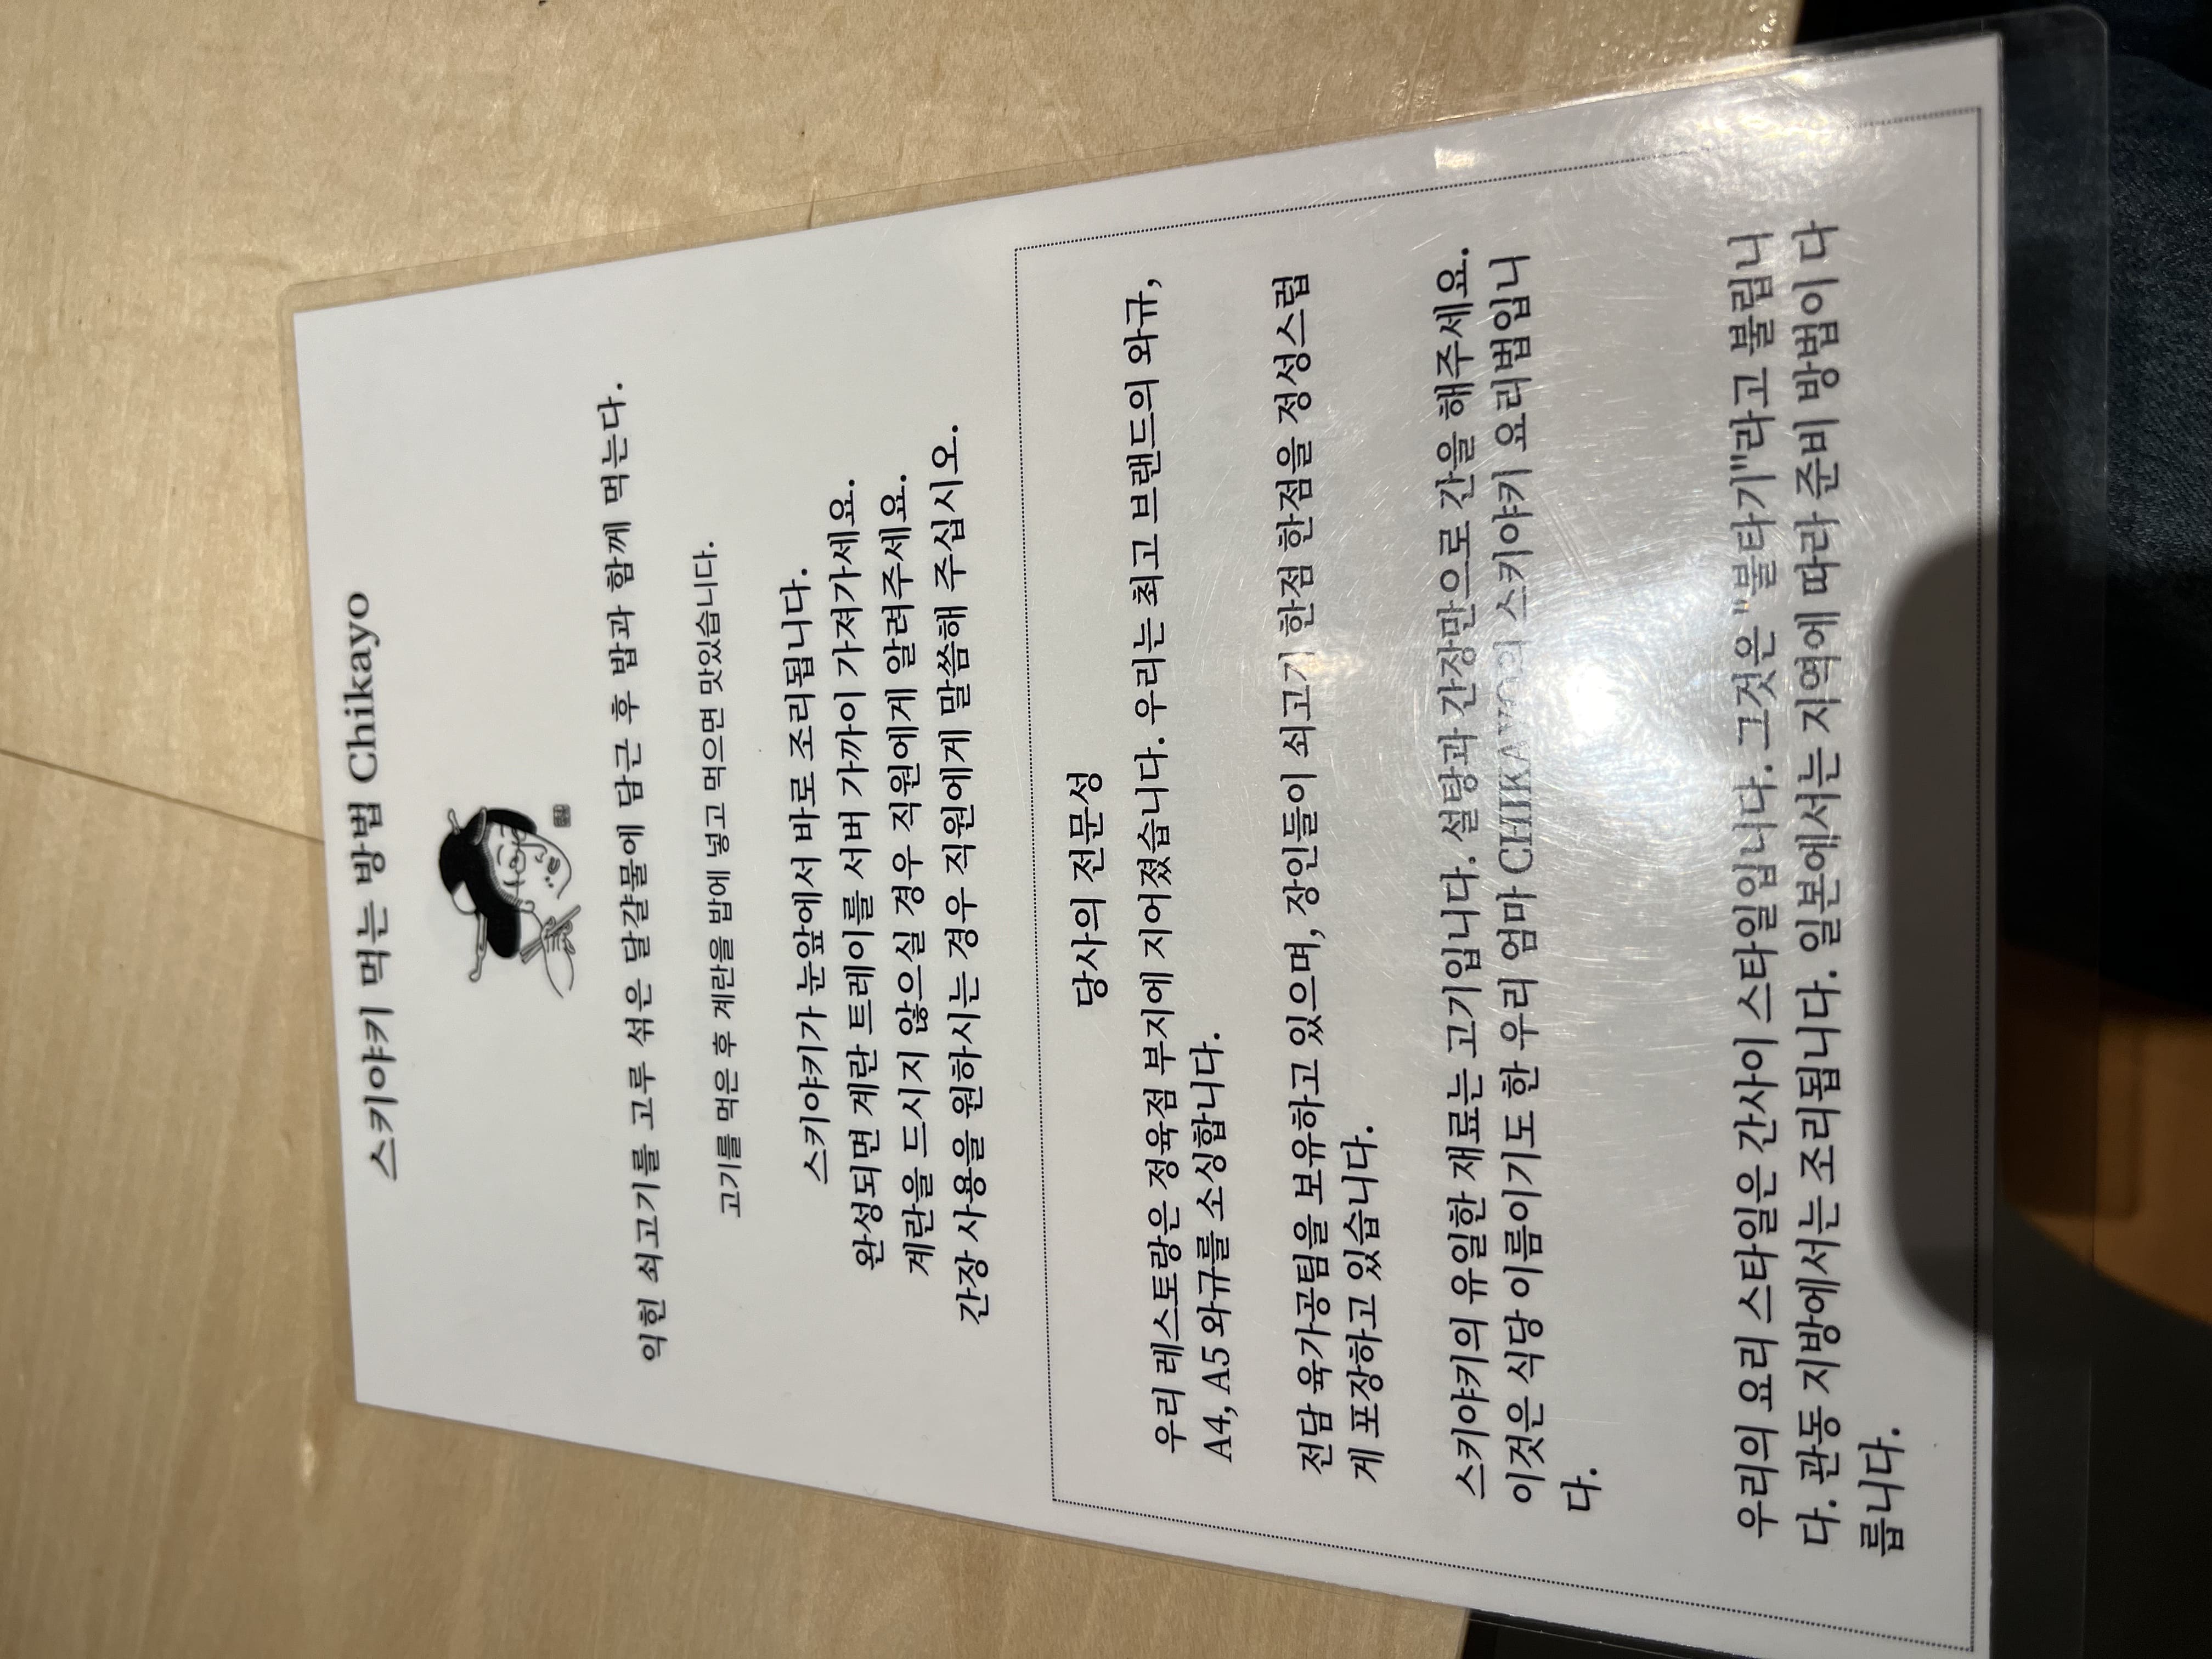 스키야키 먹는 방법 Chikayo
익힌 쇠고기를 고루 섞은 달걀물에 담근 후 밥과 함께 먹는다.
고기를 먹은 후 계란을 밥에 넣고 먹으면 맛있습니다.
스키야키가 눈앞에서 바로 조리됩니다.
완성되면 계란 트레이를 서버 가까이 가져가세요.
계란을 드시지 않으실 경우 직원에게 알려주세요.
간장 사용을 원하시는 경우 직원에게 말씀해 주십시오.
당사의 전문성
우리 레스토랑은 정육점 부지에 지어졌습니다. 우리는 최고 브랜드의 와규,
A4, A5 와규를 소싱합니다.
전담 육가공팀을 보유하고 있으며, 장인들이 쇠고기 한점 한점을 정성스럽
게 포장하고 있습니다.
스키야키의 유일한 재료는 고기입니다. 설탕과 간장만으로 간을 해주세요.
이것은 식당 이름이기도 한 우리 엄마 CHIKAYO의 스키야키 요리법입니
다.
우리의 요리 스타일은 간사이 스타일입니다. 그것은 "불타기"라고 불립니
다. 관동 지방에서는 조리됩니다. 일본에서는 지역에 따라 준비 방법이 다
릅니다.